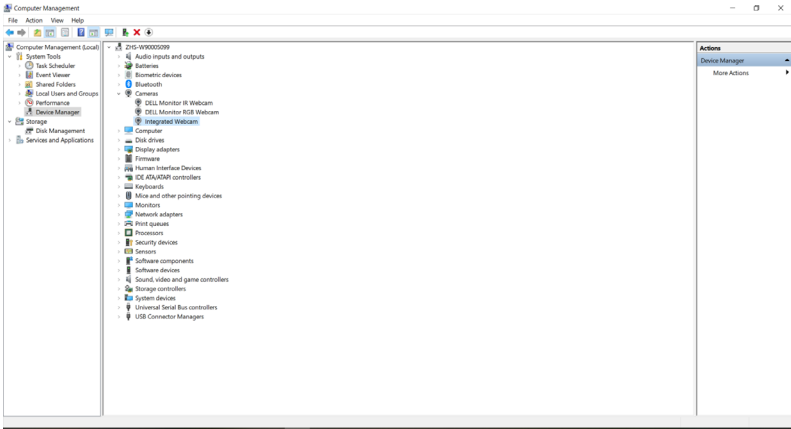 Computer Management
File Action View Help
Computer Management (Local)
System Tools
Task Scheduler
Event Viewer
Shared Folders
Local Users and Groups
Performance
Device Manager
Storage
Disk Management
Services and Applications
ZHS-W90005099
Audio inputs and outputs
Batteries
Biometric devices
Bluetooth
Cameras
DELL Monitor IR Webcam
DELL Monitor RGB Webcam
Integrated Webcam
Computer
Disk drives
Display adapters
Firmware
Human Interface Devices
IDE ATA/ATAPI controllers
Keyboards
Mice and other pointing devices
Monitors
Network adapters
Print queues
Processors
Security devices
Sensors
Software components
Software devices
Sound, video and game controllers
Storage controllers
System devices
Universal Serial Bus controllers
USB Connector Managers
Actions
Device Manager
More Actions